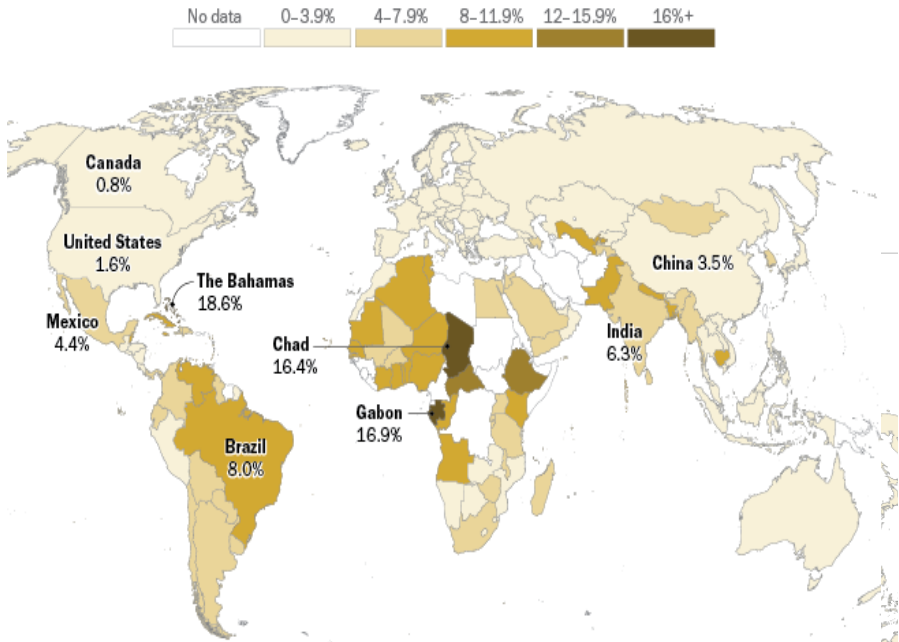 No data 0–3.9% 4–7.9% 8–11.9% 12–15.9% 16%+
Canada
0.8%
United States
1.6%
The Bahamas
18.6%
Mexico
4.4%
Chad
16.4%
China 3.5%
India
6.3%
Gabon
16.9%
Brazil
8.0%